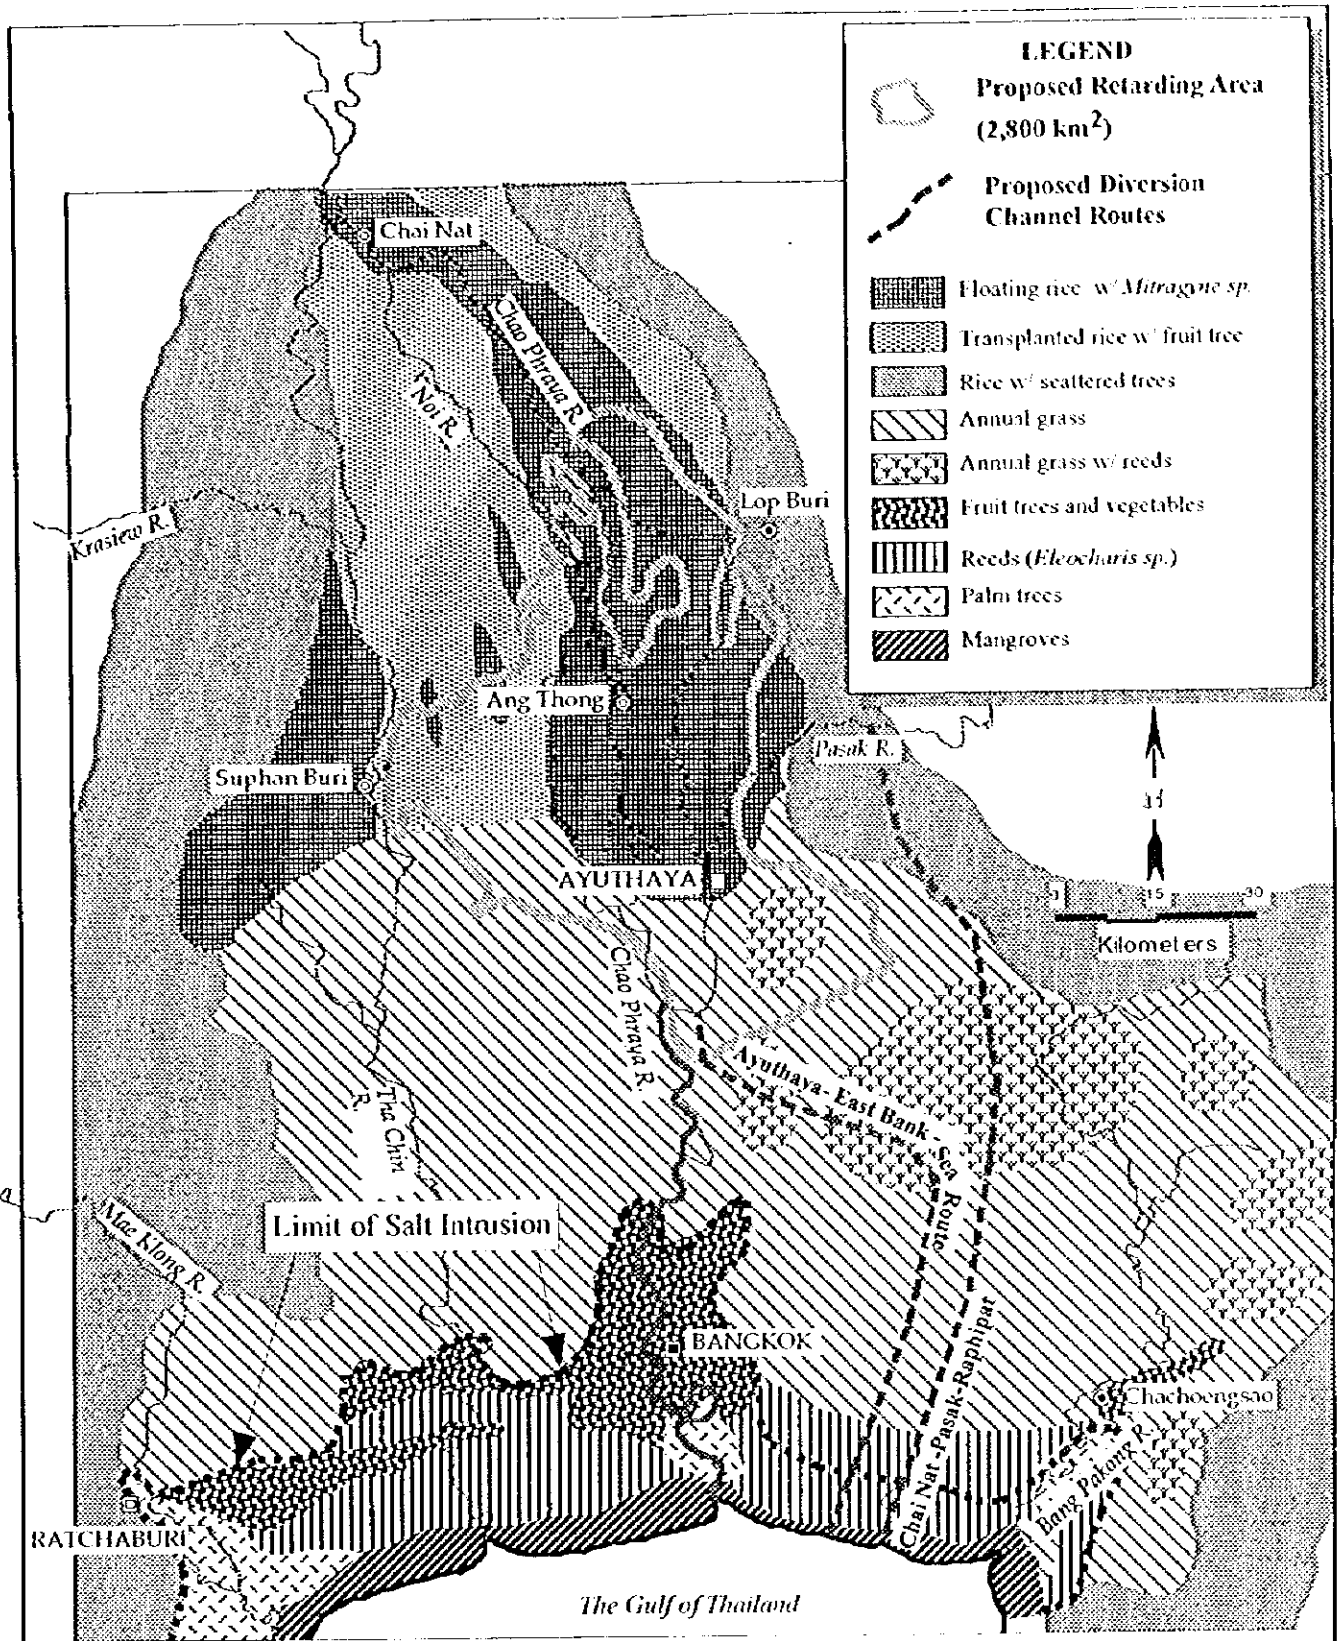 LEGEND
Proposed Retarding Area
(2,800 km²)
Proposed Diversion
Channel Routes
Floating rice w/ Mitragyne sp.
Transplanted rice w/ fruit tree
Rice w/ scattered trees
Annual grass
Annual grass w/ reeds
Fruit trees and vegetables
Reeds (Eleocharis sp.)
Palm trees
Mangroves
Chai Nat
Chao Phraya R.
Noi R.
Krasiew R.
Lop Buri
Ang Thong
Pasak R.
Suphan Buri
AYUTHAYA
0 15 30
Kilometers
Chao Phraya R.
Tha Chin
R.
Ayuthaya - East Bank - Sea
Route
Mae Klong R.
Limit of Salt Intrusion
BANGKOK
Chachoengsao
Chai Nat-Pasak-Raphipat
Bang Pakong R.
RATCHABURI
The Gulf of Thailand